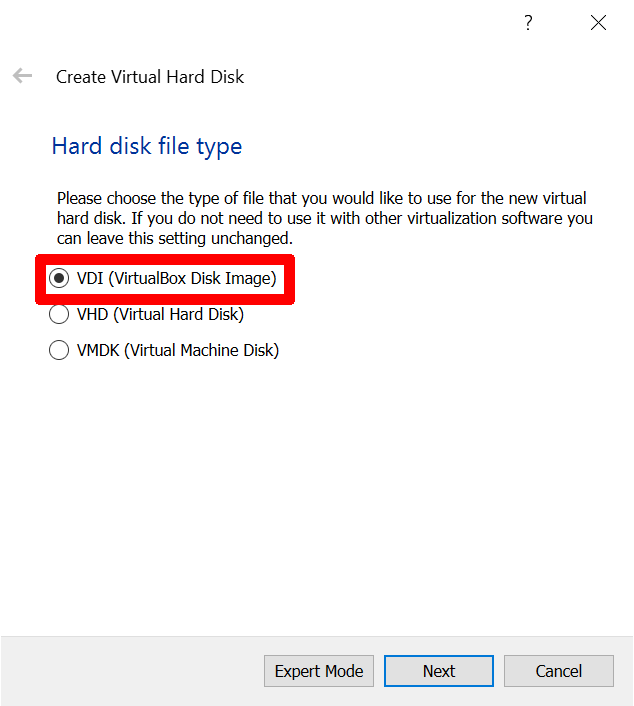 ?
Create Virtual Hard Disk
Hard disk file type
Please choose the type of file that you would like to use for the new virtual
hard disk. If you do not need to use it with other virtualization software you
can leave this setting unchanged.
VDI (VirtualBox Disk Image)
VHD (Virtual Hard Disk)
VMDK (Virtual Machine Disk)
Expert Mode Next Cancel